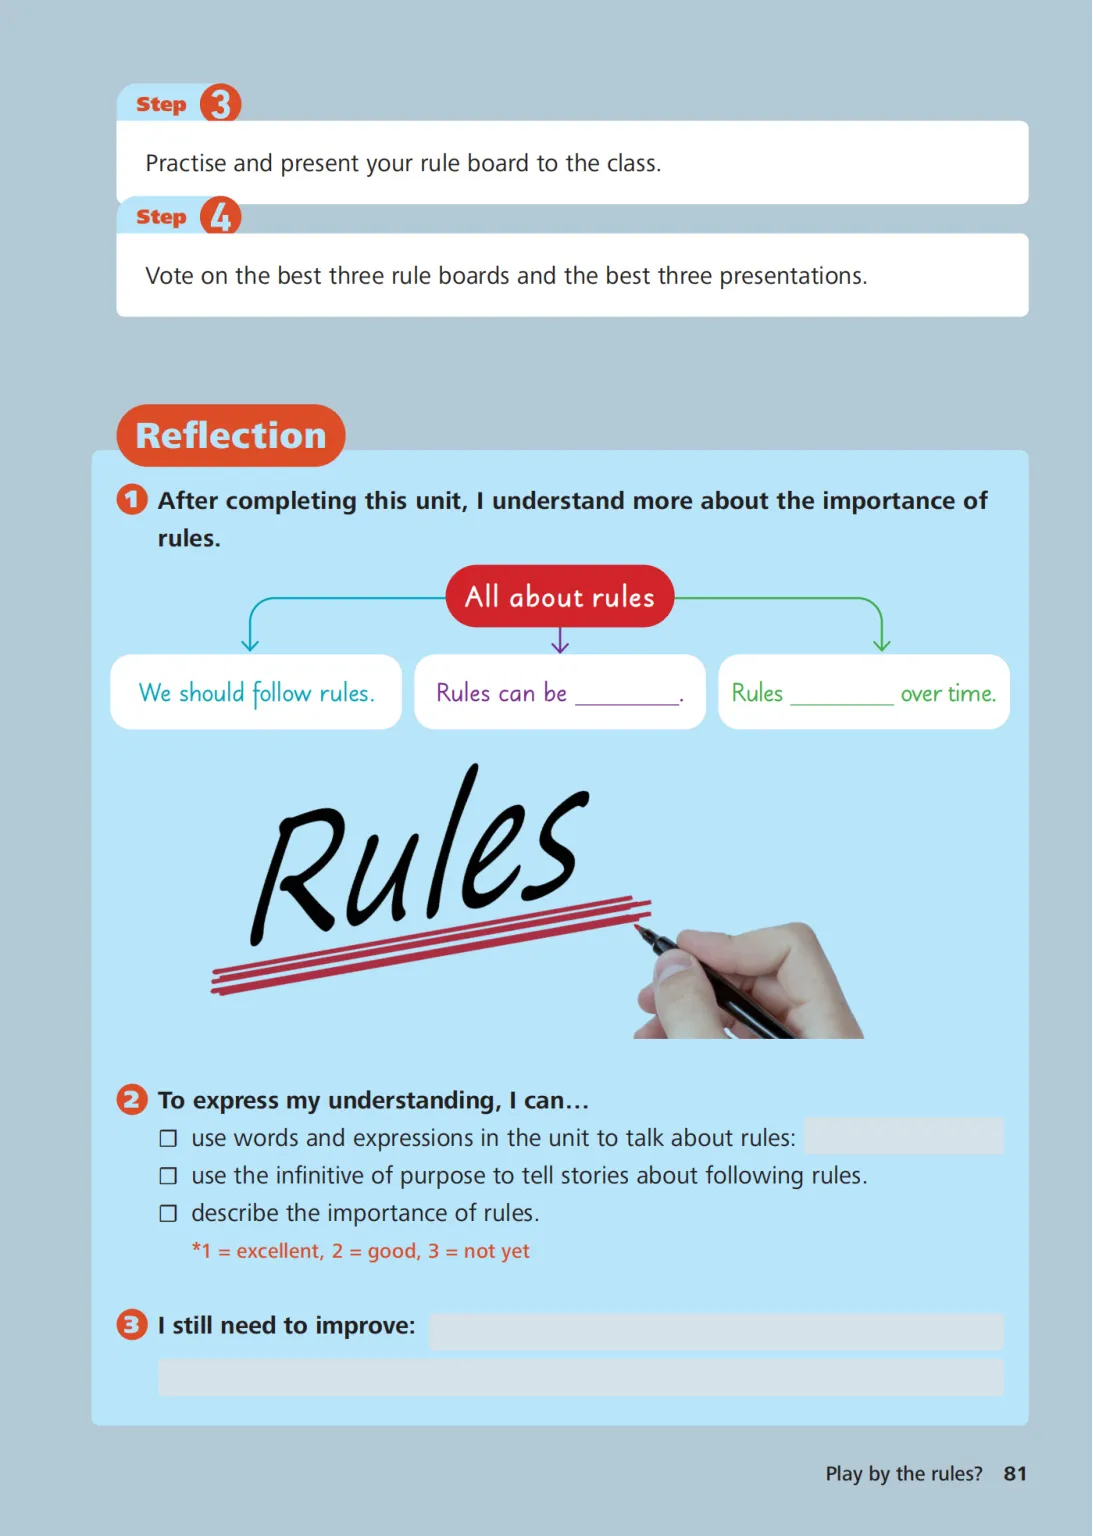 Step 3
Practise and present your rule board to the class.
Step 4
Vote on the best three rule boards and the best three presentations.
Reflection
1 After completing this unit, I understand more about the importance of
rules.
All about rules
We should follow rules.
Rules can be ________.
Rules ________ over time.
Rules
2 To express my understanding, I can…
☐ use words and expressions in the unit to talk about rules:
☐ use the infinitive of purpose to tell stories about following rules.
☐ describe the importance of rules.
*1 = excellent, 2 = good, 3 = not yet
3 I still need to improve:
Play by the rules? 81